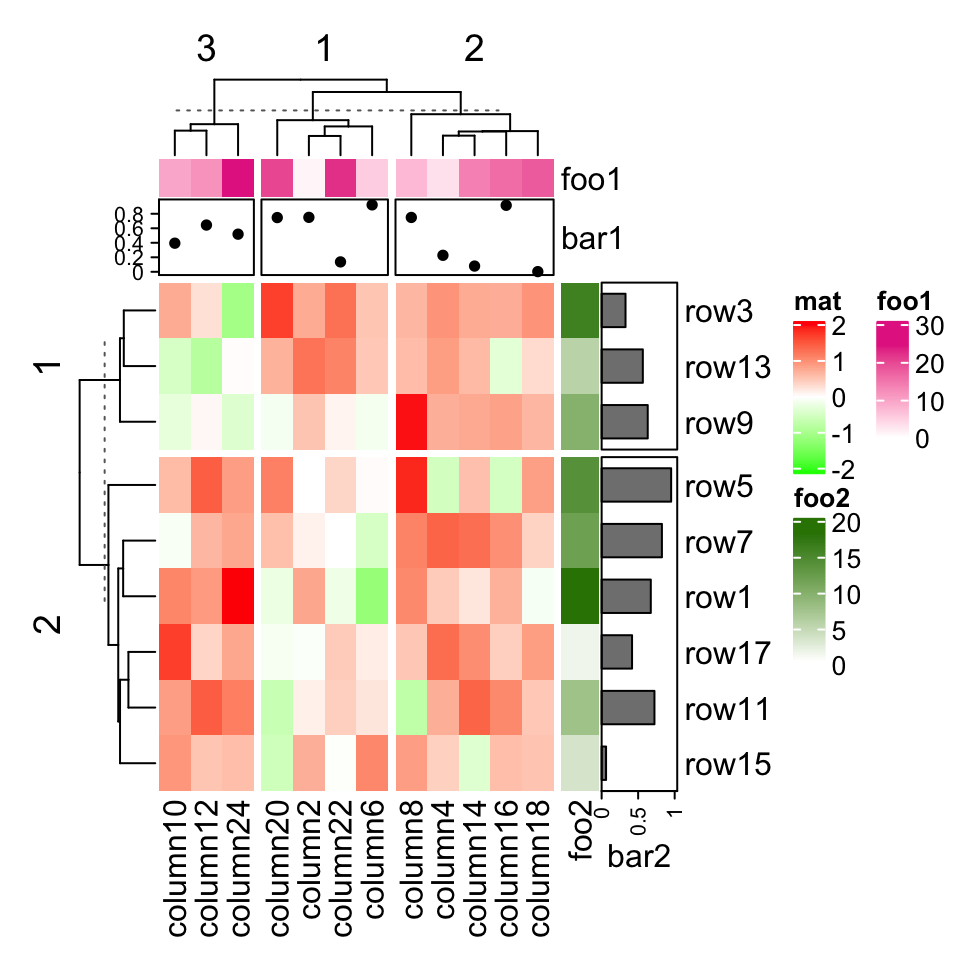 3 1 2
foo1
0.8
0.6
0.4
0.2
0
bar1
1
2
row3
row13
row9
row5
row7
row1
row17
row11
row15
column10
column12
column24
column20
column2
column22
column6
column8
column4
column14
column16
column18
foo2
0 0.5 1
bar2
mat
2
1
0
-1
-2
foo1
30
20
10
0
foo2
20
15
10
5
0